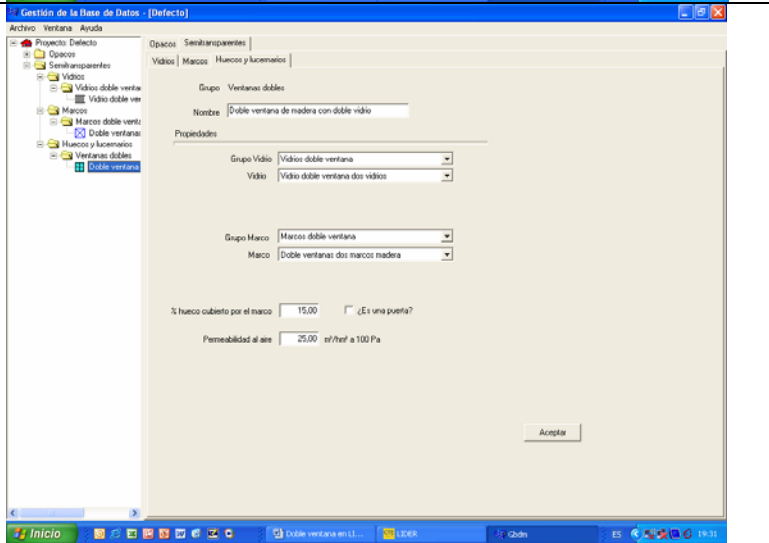 Gestión de la Base de Datos - [Defecto]
Archivo Ventana Ayuda
Proyecto: Defecto
Opacos
Semitransparentes
Vidrios
Vidrios doble venta
Vidrio doble ver
Marcos
Marcos doble venta
Doble ventanas
Huecos y lucernarios
Ventanas dobles
Doble ventana
Opacos Semitransparentes
Vidrios Marcos Huecos y lucernarios
Grupo Ventanas dobles
Nombre Doble ventana de madera con doble vidrio
Propiedades
Grupo Vidrio Vidrios doble ventana
Vidrio Vidrio doble ventana dos vidrios
Grupo Marco Marcos doble ventana
Marco Doble ventanas dos marcos madera
% hueco cubierto por el marco 15,00 ¿Es una puerta?
Permeabilidad al aire 25,00 m³/hm² a 100 Pa
Aceptar
Inicio Doble ventana en LI... LIDER Gbdm ES 19:31